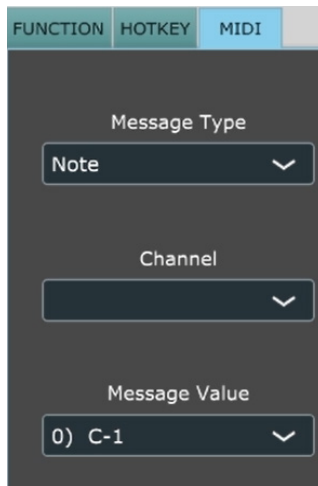 FUNCTION HOTKEY MIDI
Message Type
Note
Channel
Message Value
0) C-1